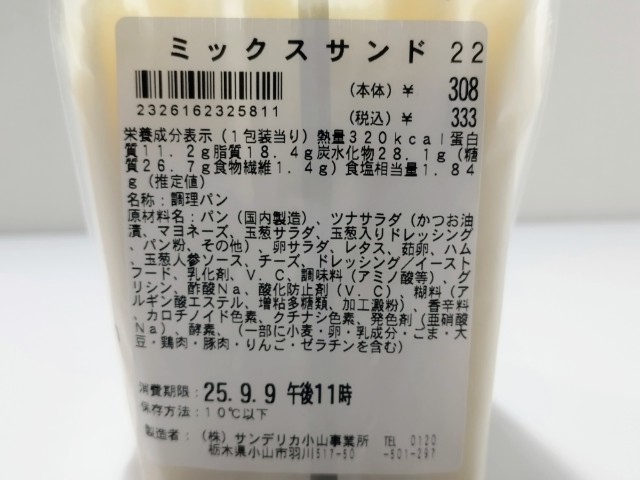 ミックスサンド 22
(本体)¥ 308
2326162325811
(税込)¥ 333
栄養成分表示(1包装当り)熱量320kcal蛋白
質11.2g脂質18.4g炭水化物28.1g(糖
質26.7g食物繊維1.4g)食塩相当量1.84
g(推定値)
名称:調理パン
原材料名:パン(国内製造)、ツナサラダ(かつお油
漬、マヨネーズ、玉葱サラダ、玉葱入りドレッシング
、パン粉、その他)、卵サラダ、レタス、茹卵、ハム
、玉葱人参ソース、チーズ、ドレッシング/イースト
フード、乳化剤、V.C、調味料(アミノ酸等)、グ
リシン、酢酸Na、酸化防止剤(V.C)、糊料(ア
ルギン酸エステル、増粘多糖類、加工澱粉)、香辛料
、カロチノイド色素、クチナシ色素、発色剤(亜硝酸
Na)、酵素、(一部に小麦・卵・乳成分・ごま・大
豆・鶏肉・豚肉・りんご・ゼラチンを含む)
消費期限: 25.9.9 午後11時
保存方法:10℃以下
製造者:(株)サンデリカ小山事業所 TEL 0120
栃木県小山市羽川517-50 -601-297